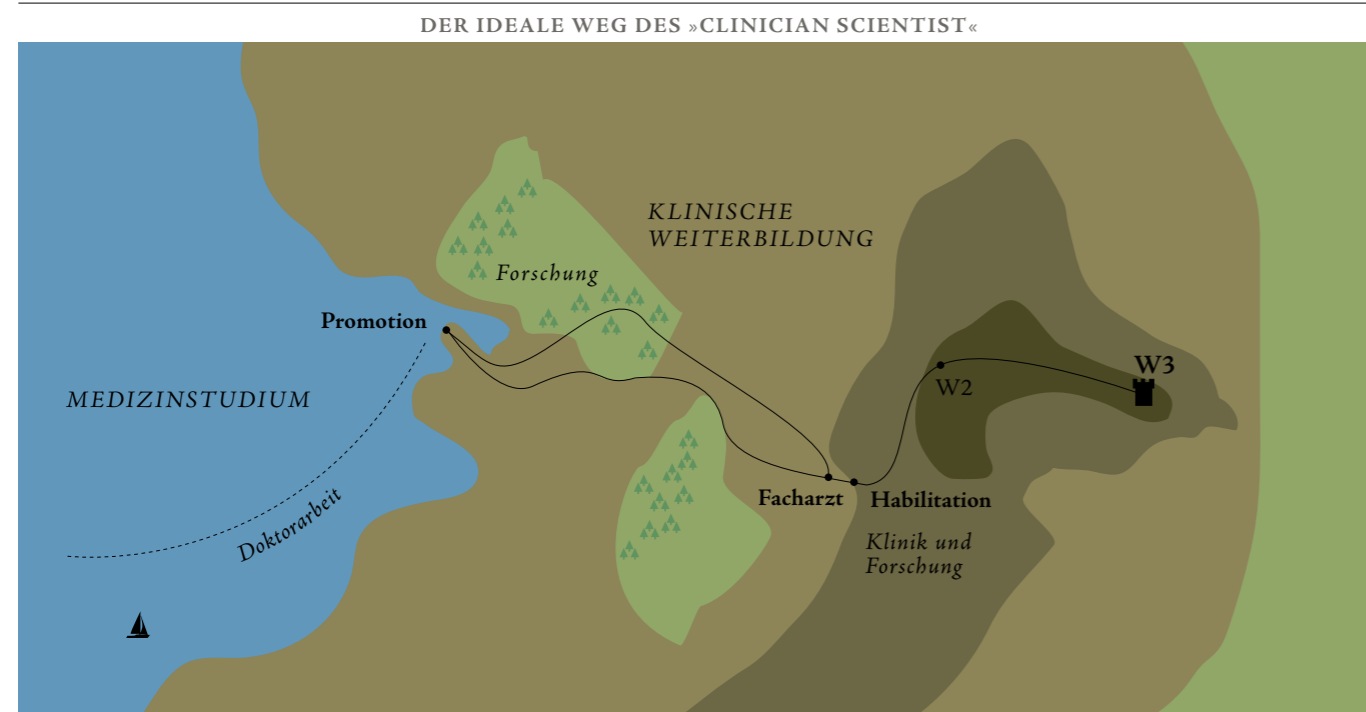 DER IDEALE WEG DES »CLINICIAN SCIENTIST«
KLINISCHE
WEITERBILDUNG
Forschung
Promotion
MEDIZINSTUDIUM
Doktorarbeit
W3
W2
Facharzt
Habilitation
Klinik und
Forschung